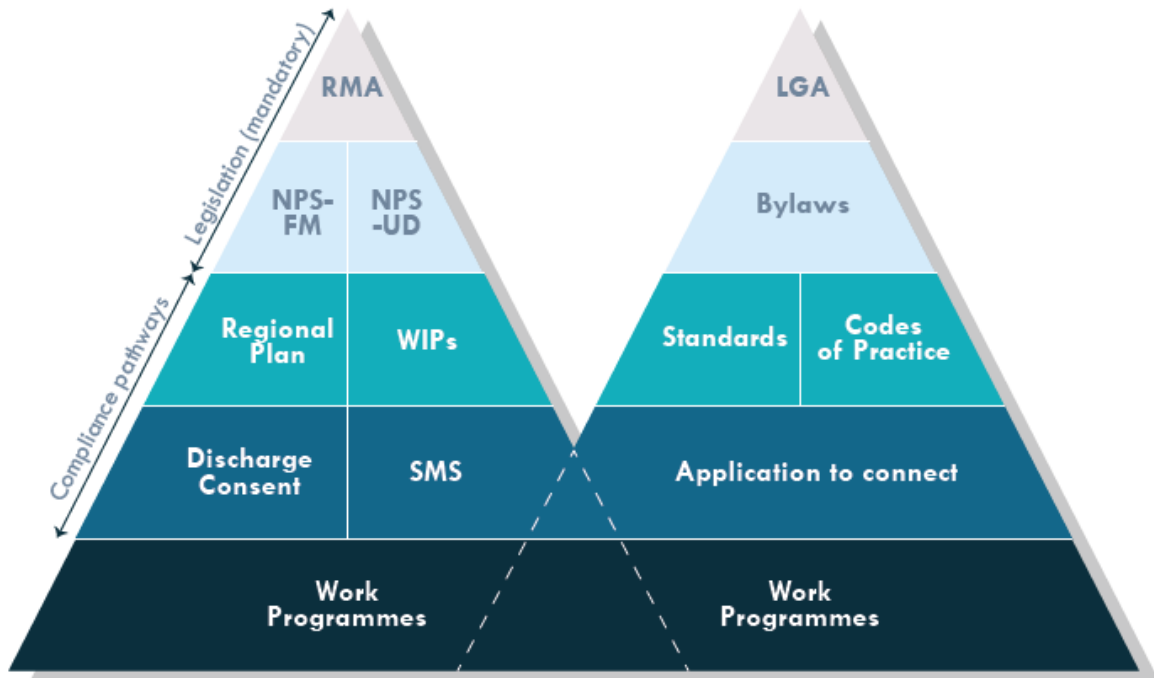 Legislation (mandatory)
Compliance pathways
RMA
NPS-
FM
NPS
-UD
Regional
Plan
WIPs
Discharge
Consent
SMS
Work
Programmes
LGA
Bylaws
Standards
Codes
of Practice
Application to connect
Work
Programmes